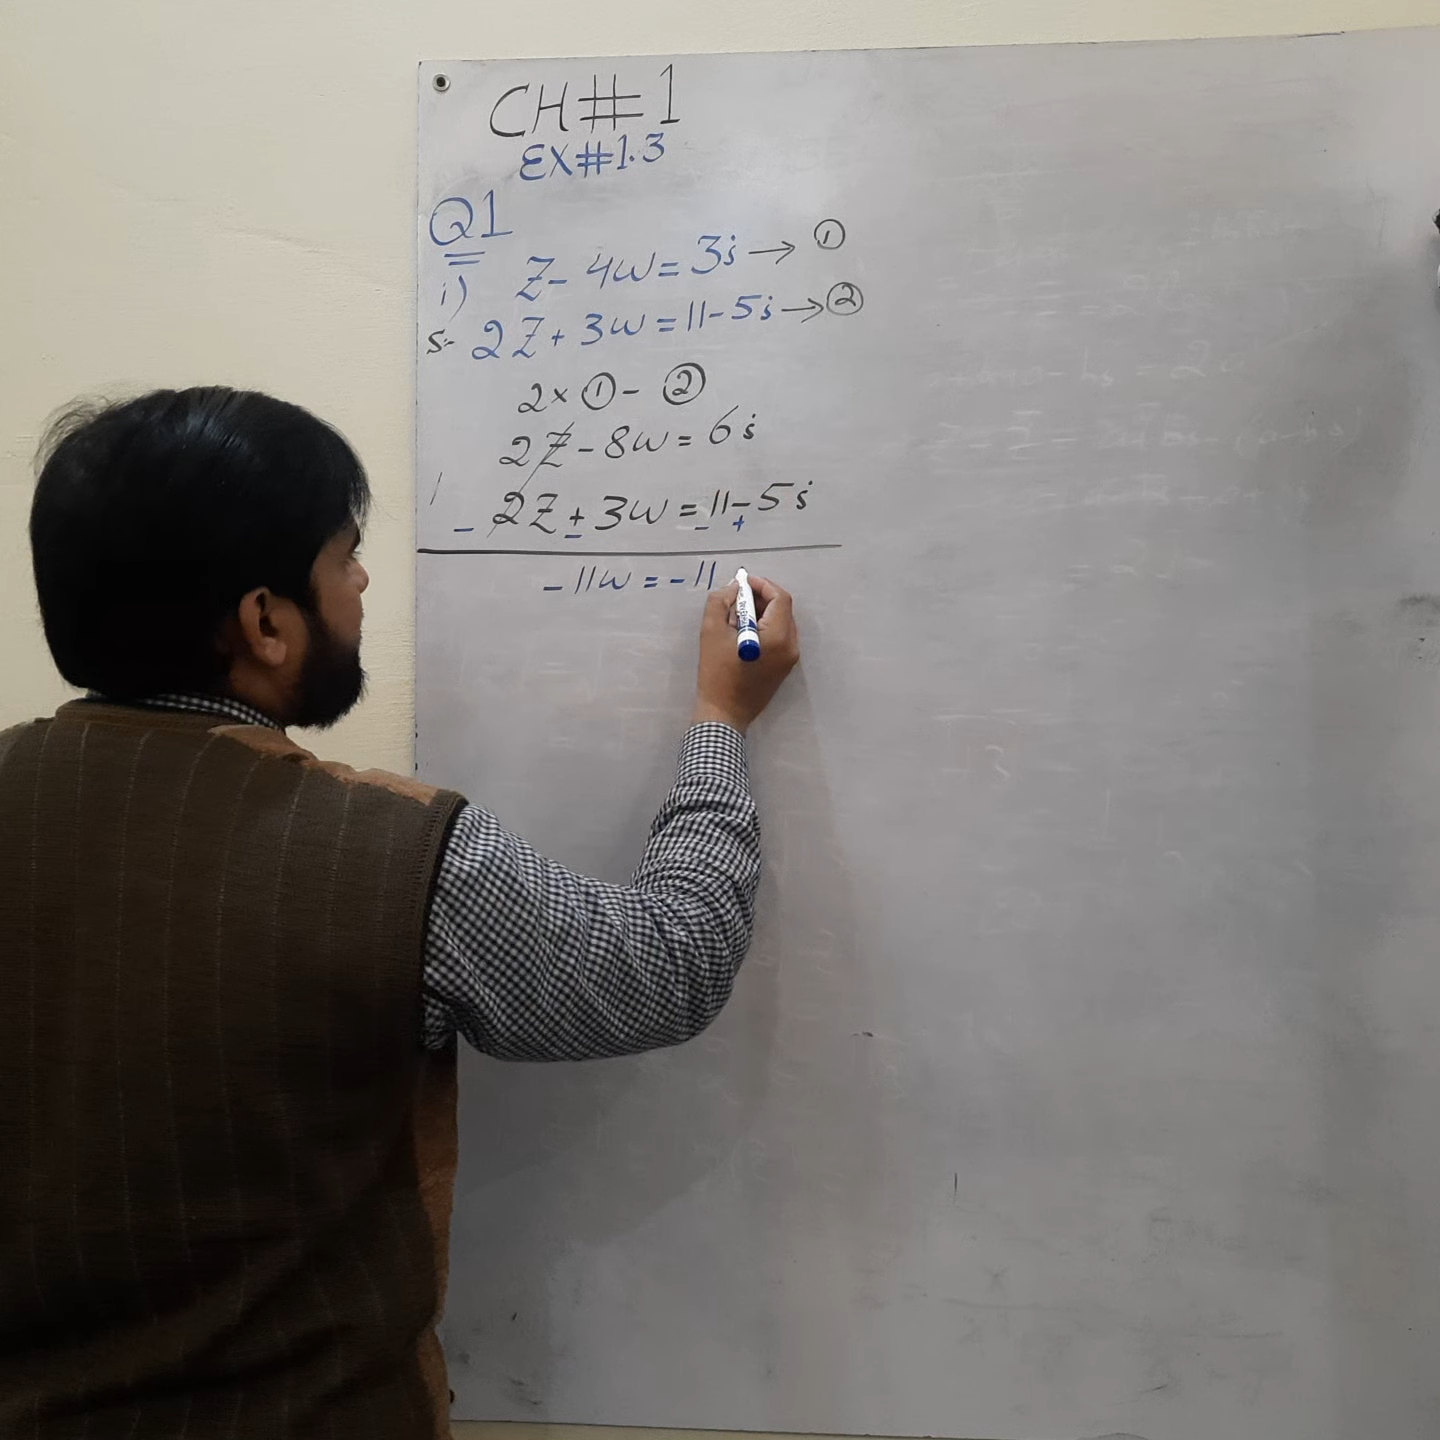 CH#1
EX#1.3
Q1
i) Z - 4w = 3i → ①
S:- 2Z + 3w = 11 - 5i → ②
2 × ① - ②
2Z - 8w = 6i
2Z + 3w = 11 - 5i
- - - +
- 11w = - 11